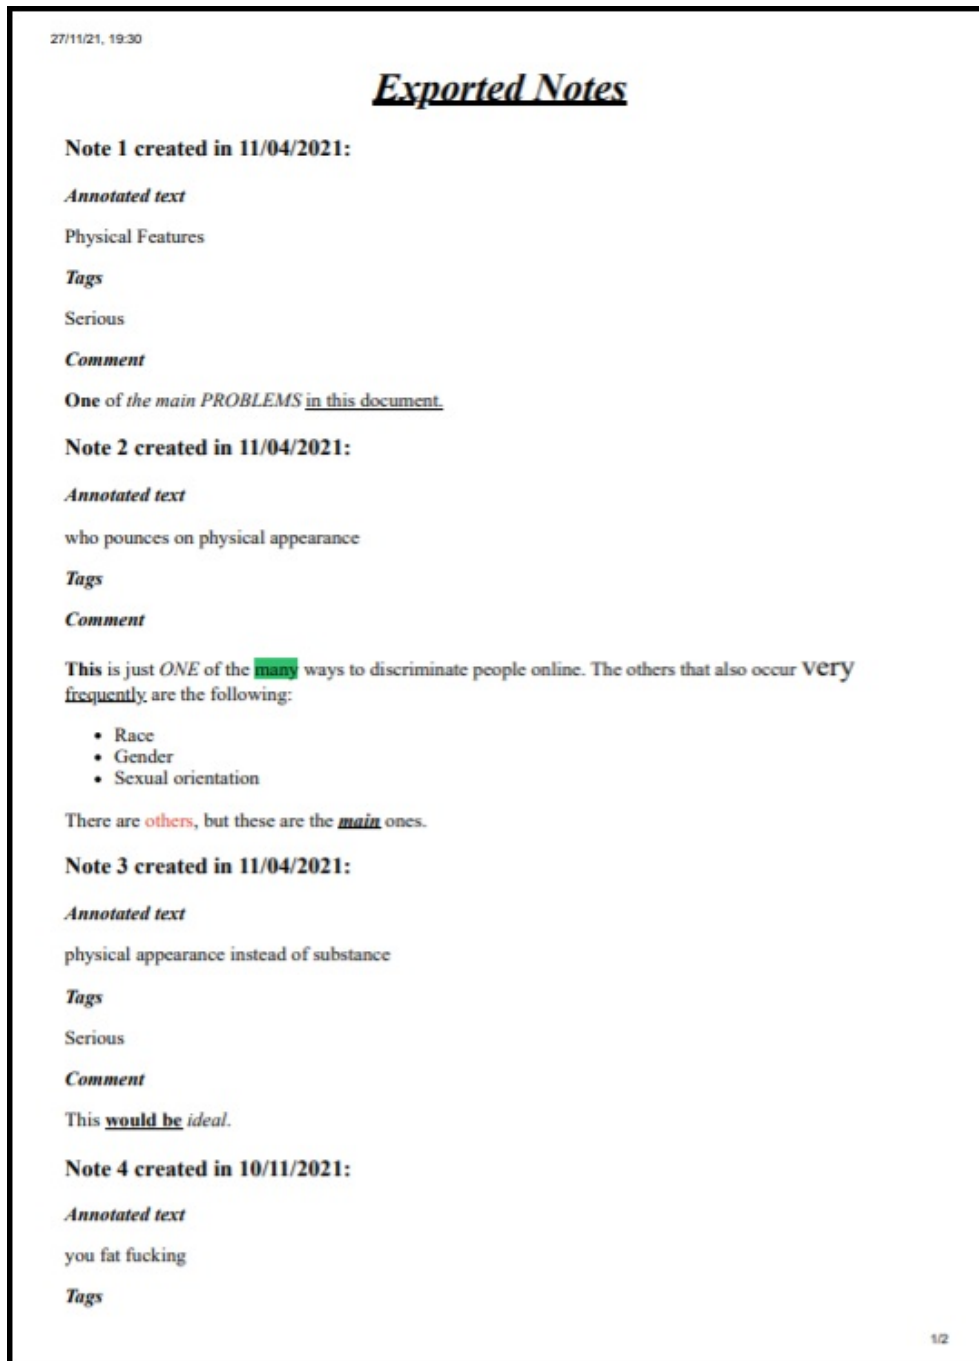 27/11/21, 19:30
Exported Notes
Note 1 created in 11/04/2021:
Annotated text
Physical Features
Tags
Serious
Comment
One of the main PROBLEMS in this document.
Note 2 created in 11/04/2021:
Annotated text
who pounces on physical appearance
Tags
Comment
This is just ONE of the many ways to discriminate people online. The others that also occur very
frequently are the following:
• Race
• Gender
• Sexual orientation
There are others, but these are the main ones.
Note 3 created in 11/04/2021:
Annotated text
physical appearance instead of substance
Tags
Serious
Comment
This would be ideal.
Note 4 created in 10/11/2021:
Annotated text
you fat fucking
Tags
1/2